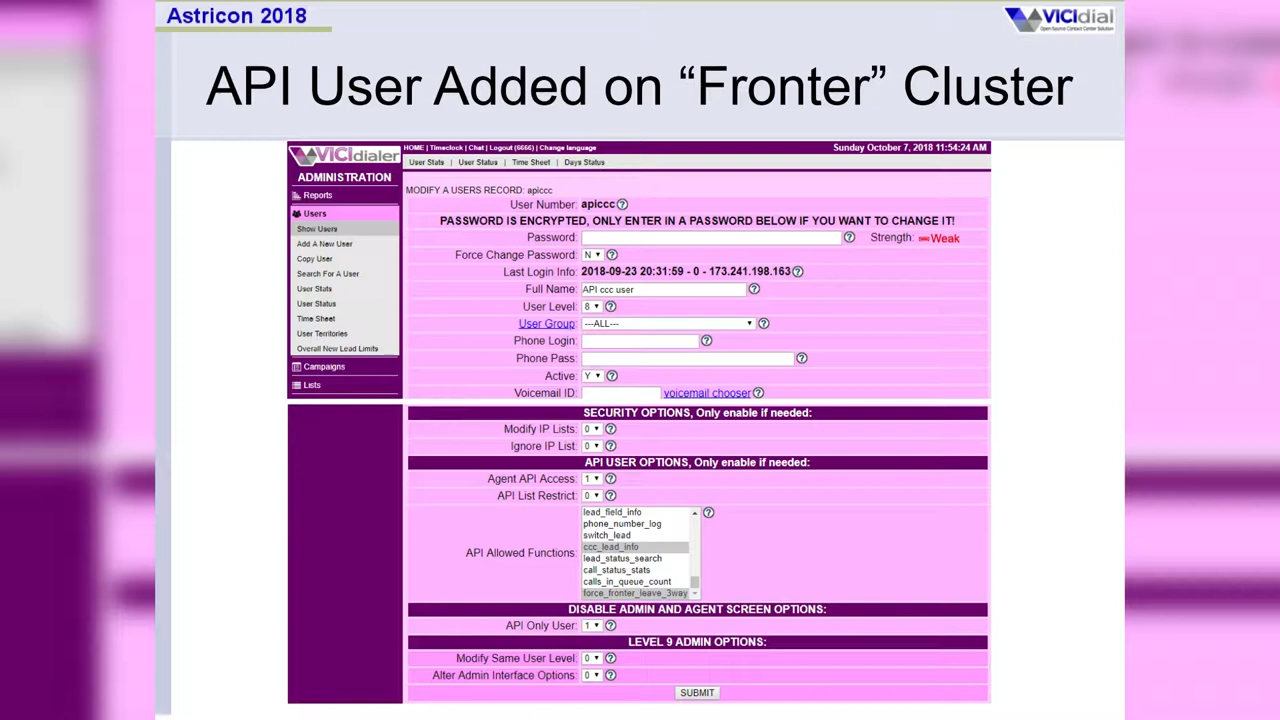 Astricon 2018
VICIdial
Open-Source Contact Center Solution
API User Added on “Fronter” Cluster
VICIdialer
HOME | Timeclock | Chat | Logout (6666) | Change language
Sunday October 7, 2018 11:54:24 AM
User Stats | User Status | Time Sheet | Days Status
ADMINISTRATION
Reports
Users
Show Users
Add A New User
Copy User
Search For A User
User Stats
User Status
Time Sheet
User Territories
Overall New Lead Limits
Campaigns
Lists
MODIFY A USERS RECORD: apiccc
User Number: apiccc
PASSWORD IS ENCRYPTED, ONLY ENTER IN A PASSWORD BELOW IF YOU WANT TO CHANGE IT!
Password: Strength: Weak
Force Change Password: N
Last Login Info: 2018-09-23 20:31:59 - 0 - 173.241.198.163
Full Name: API ccc user
User Level: 8
User Group: ---ALL---
Phone Login:
Phone Pass:
Active: Y
Voicemail ID: voicemail chooser
SECURITY OPTIONS, Only enable if needed:
Modify IP Lists: 0
Ignore IP List: 0
API USER OPTIONS, Only enable if needed:
Agent API Access: 1
API List Restrict: 0
API Allowed Functions:
lead_field_info
phone_number_log
switch_lead
ccc_lead_info
lead_status_search
call_status_stats
calls_in_queue_count
force_fronter_leave_3way
DISABLE ADMIN AND AGENT SCREEN OPTIONS:
API Only User: 1
LEVEL 9 ADMIN OPTIONS:
Modify Same User Level: 0
Alter Admin Interface Options: 0
SUBMIT